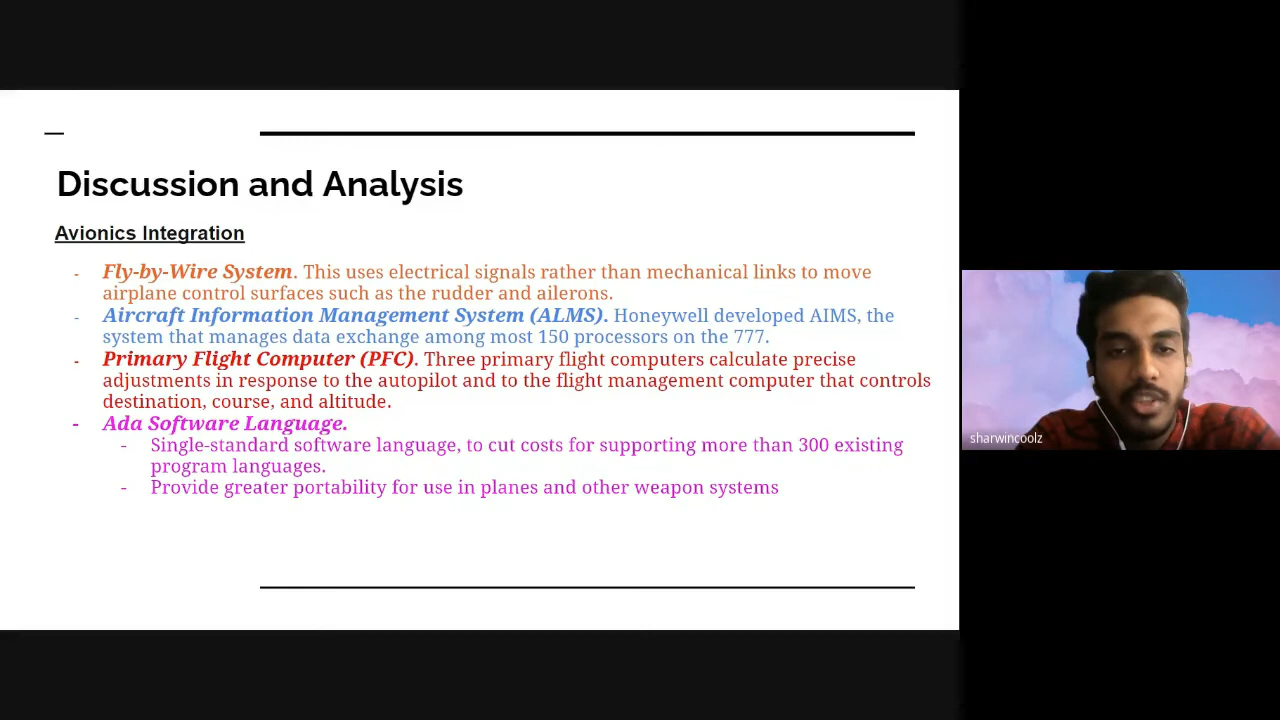 Discussion and Analysis
Avionics Integration
- Fly-by-Wire System. This uses electrical signals rather than mechanical links to move
airplane control surfaces such as the rudder and ailerons.
- Aircraft Information Management System (ALMS). Honeywell developed AIMS, the
system that manages data exchange among most 150 processors on the 777.
- Primary Flight Computer (PFC). Three primary flight computers calculate precise
adjustments in response to the autopilot and to the flight management computer that controls
destination, course, and altitude.
- Ada Software Language.
- Single-standard software language, to cut costs for supporting more than 300 existing
program languages.
- Provide greater portability for use in planes and other weapon systems
sharwincoolz